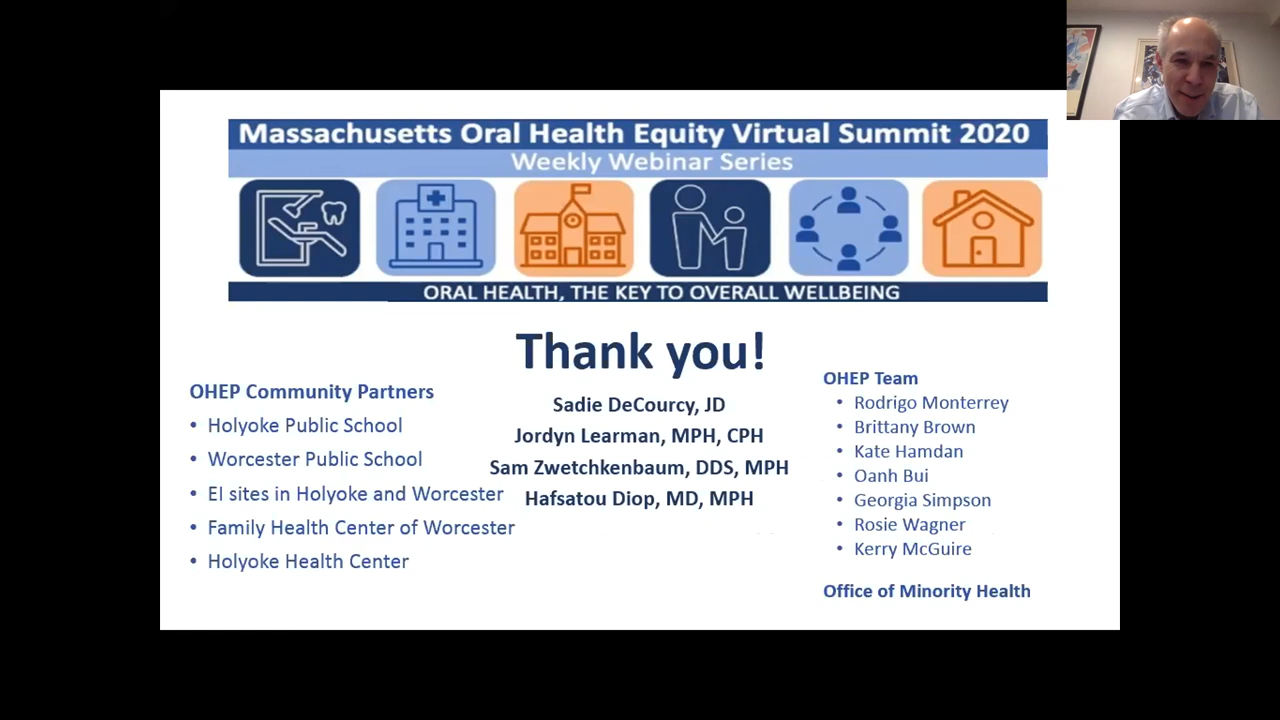 Massachusetts Oral Health Equity Virtual Summit 2020
Weekly Webinar Series
ORAL HEALTH, THE KEY TO OVERALL WELLBEING
Thank you!
OHEP Community Partners
• Holyoke Public School
• Worcester Public School
• EI sites in Holyoke and Worcester
• Family Health Center of Worcester
• Holyoke Health Center
Sadie DeCourcy, JD
Jordyn Learman, MPH, CPH
Sam Zwetchkenbaum, DDS, MPH
Hafsatou Diop, MD, MPH
OHEP Team
• Rodrigo Monterrey
• Brittany Brown
• Kate Hamdan
• Oanh Bui
• Georgia Simpson
• Rosie Wagner
• Kerry McGuire
Office of Minority Health